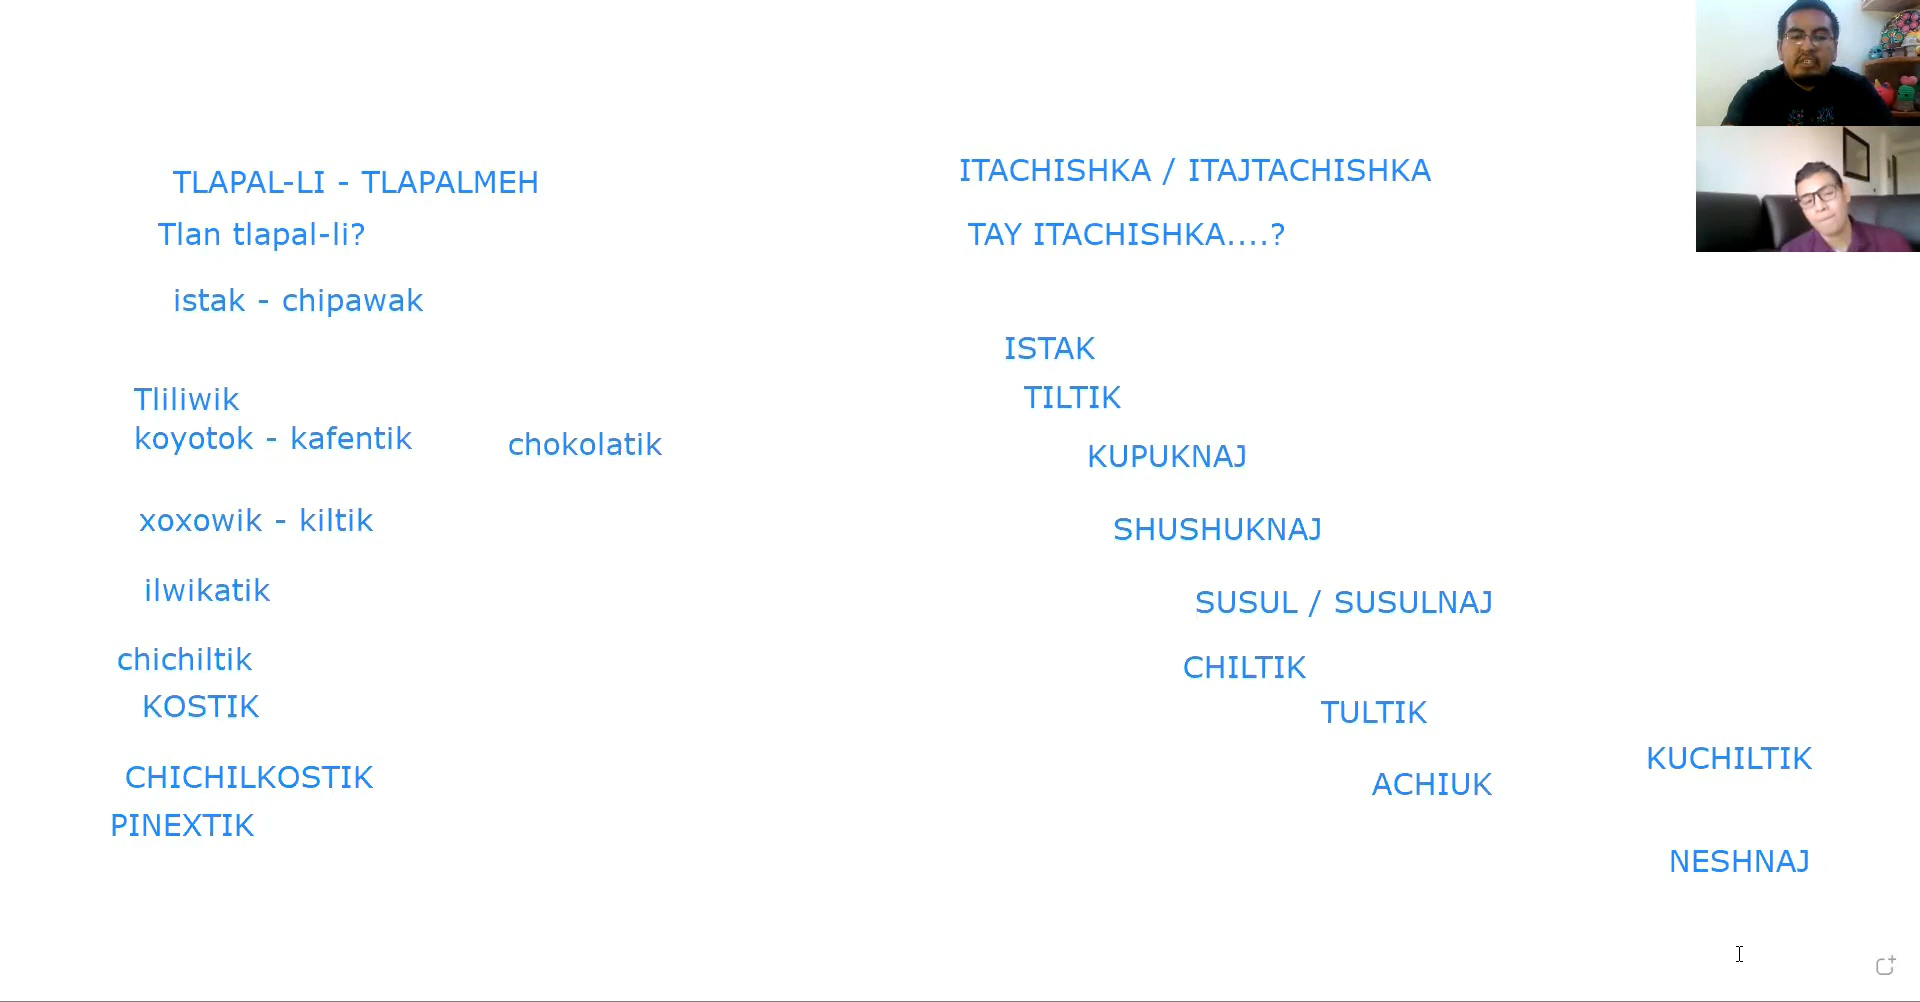 TLAPAL-LI - TLAPALMEH
Tlan tlapal-li?
istak - chipawak
Tliliwik
koyotok - kafentik
chokolatik
xoxowik - kiltik
ilwikatik
chichiltik
KOSTIK
CHICHILKOSTIK
PINEXTIK
ITACHISHKA / ITAJTACHISHKA
TAY ITACHISHKA....?
ISTAK
TILTIK
KUPUKNAJ
SHUSHUKNAJ
SUSUL / SUSULNAJ
CHILTIK
TULTIK
KUCHILTIK
ACHIUK
NESHNAJ